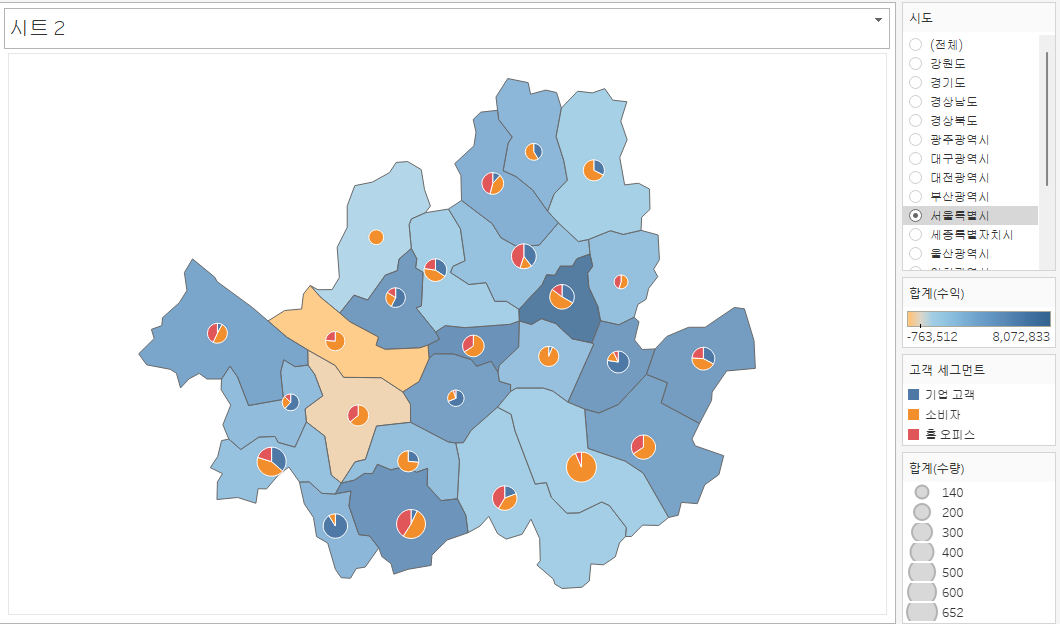 시트 2
시도
(전체)
강원도
경기도
경상남도
경상북도
광주광역시
대구광역시
대전광역시
부산광역시
서울특별시
세종특별자치시
울산광역시
합계(수익)
-763,512 8,072,833
고객 세그먼트
기업 고객
소비자
홈 오피스
합계(수량)
140
200
300
400
500
600
652